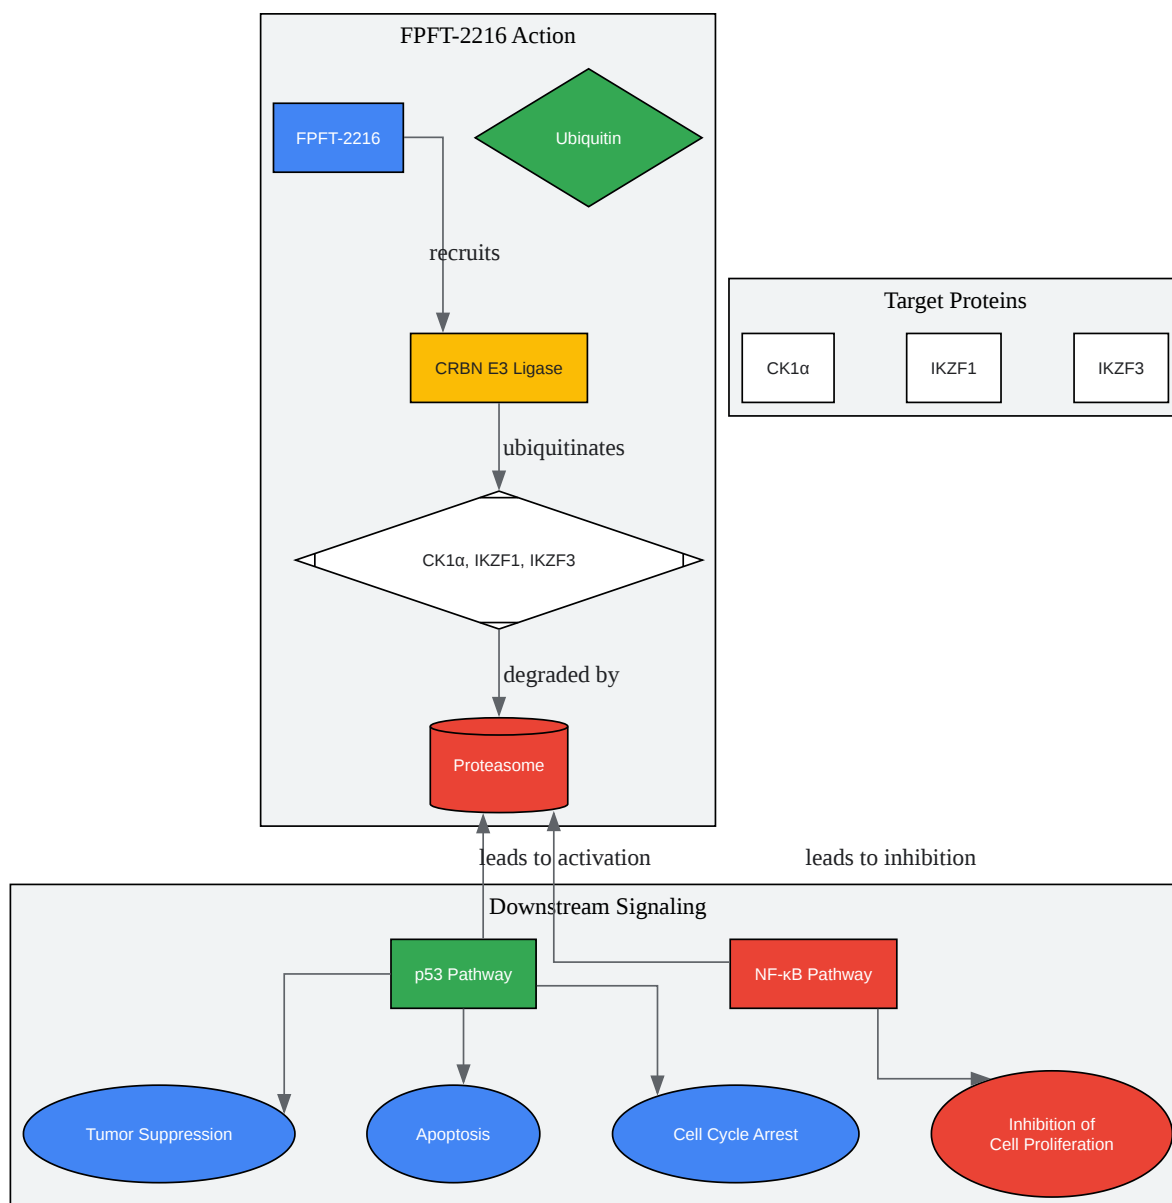 FPFT-2216 Action
FPFT-2216
Ubiquitin
recruits
Target Proteins
CRBN E3 Ligase
CK1α
IKZF1
IKZF3
ubiquitinates
CK1α, IKZF1, IKZF3
degraded by
Proteasome
leads to activation
leads to inhibition
Downstream Signaling
p53 Pathway
NF-κB Pathway
Tumor Suppression
Apoptosis
Cell Cycle Arrest
Inhibition of
Cell Proliferation